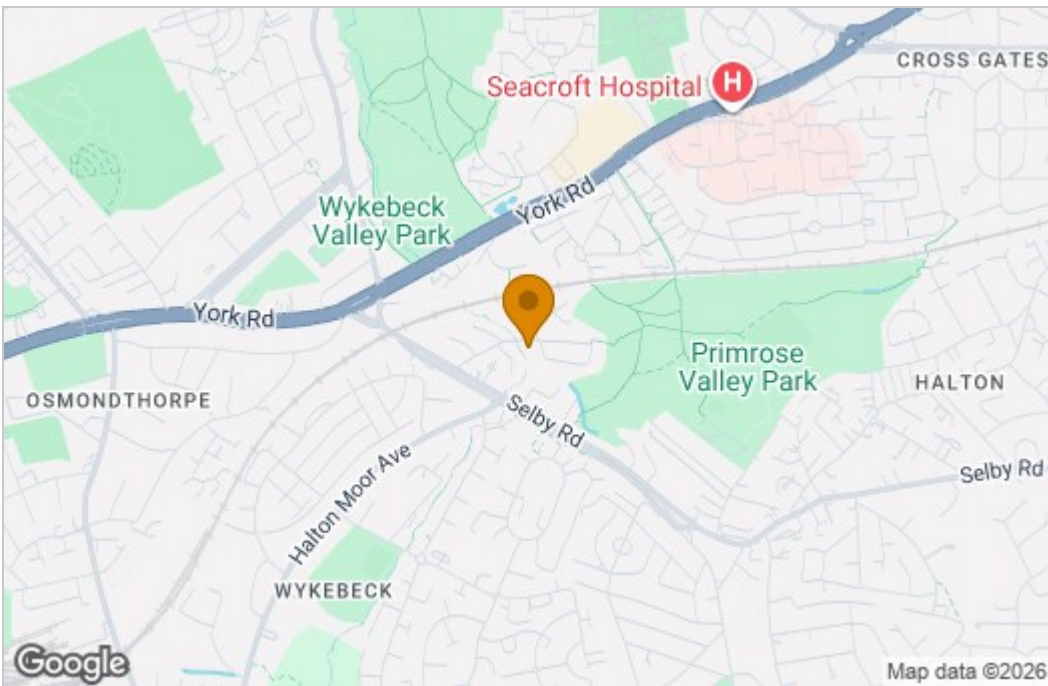 CROSS GATES
Seacroft Hospital
H
York Rd
Wykebeck
Valley Park
York Rd
Primrose
Valley Park
HALTON
OSMONDTHORPE
Selby Rd
Halton Moor Ave
Selby Rd
WYKEBECK
Google
Map data ©2026